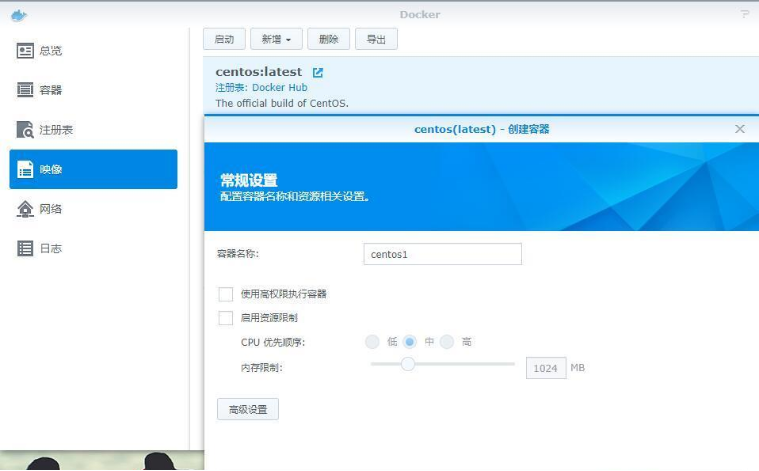 Docker
总览
容器
注册表
映像
网络
日志
启动 新增 删除 导出
centos:latest
注册表: Docker Hub
The official build of CentOS.
centos(latest) - 创建容器
常规设置
配置容器名称和资源相关设置。
容器名称: centos1
使用高权限执行容器
启用资源限制
CPU 优先顺序: 低 中 高
内存限制: 1024 MB
高级设置